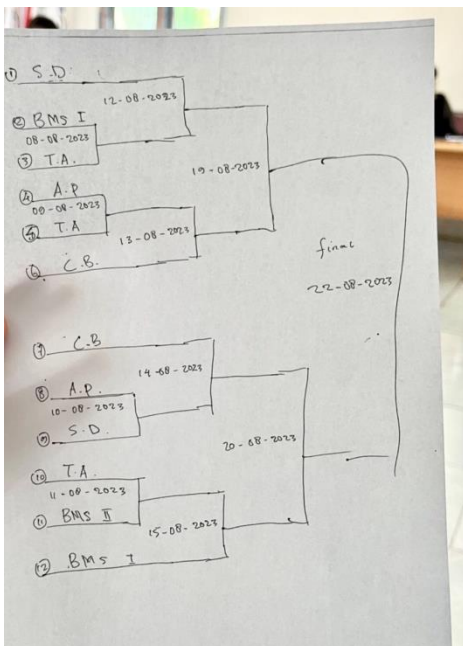 ① S.D.
12-08-2023
② BMS I
08-08-2023
③ T.A.
19-08-2023
④ A.P
09-08-2023
⑤ T.A
13-08-2023
⑥ C.B.
final
22-08-2023
⑦ C.B
14-08-2023
⑧ A.P.
10-08-2023
⑨ S.D.
20-08-2023
⑩ T.A.
11-08-2023
⑪ BMS II
15-08-2023
⑫ BMS I